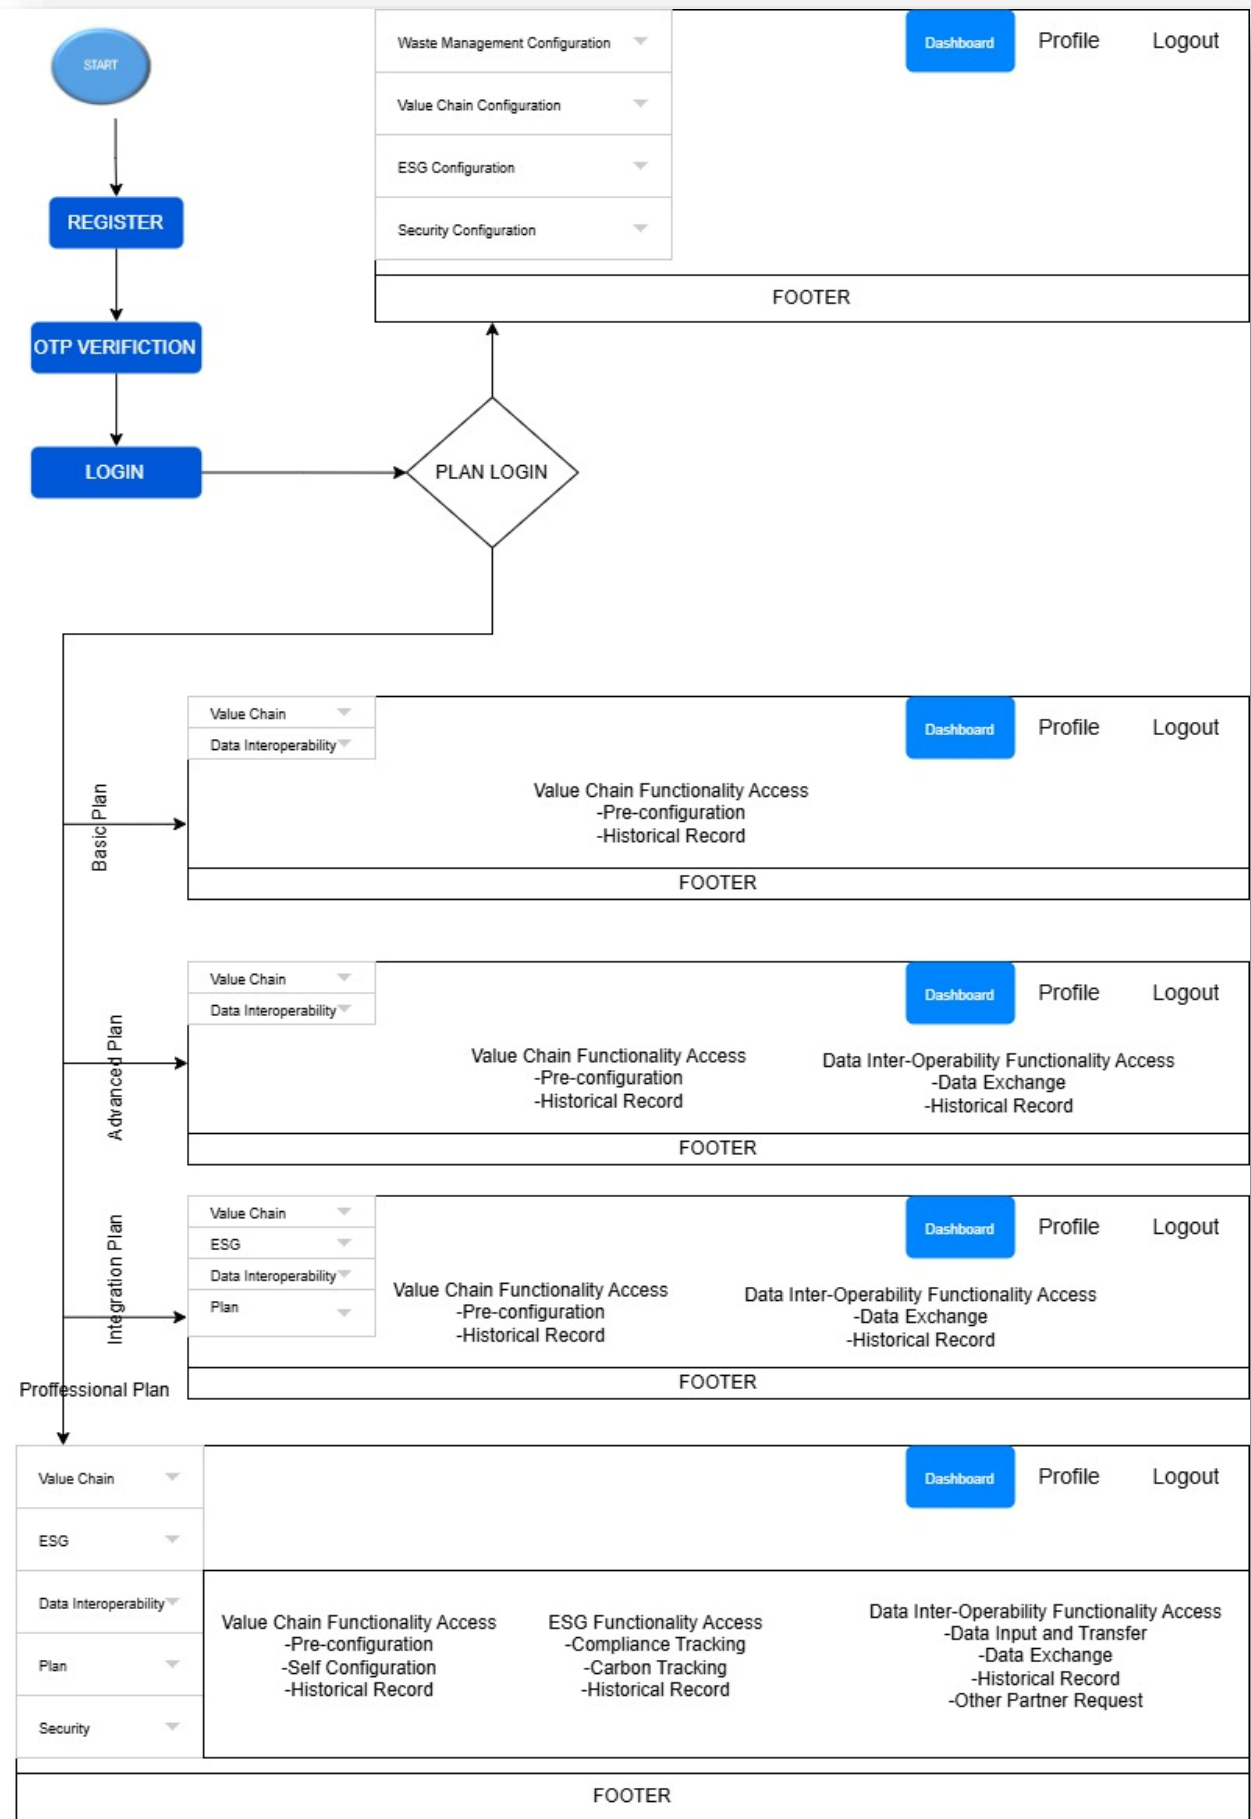 START
REGISTER
OTP VERIFICTION
LOGIN
Waste Management Configuration
Value Chain Configuration
ESG Configuration
Security Configuration
Dashboard
Profile
Logout
FOOTER
PLAN LOGIN
Basic Plan
Value Chain
Data Interoperability
Dashboard
Profile
Logout
Value Chain Functionality Access
-Pre-configuration
-Historical Record
FOOTER
Advanced Plan
Value Chain
Data Interoperability
Dashboard
Profile
Logout
Value Chain Functionality Access
-Pre-configuration
-Historical Record
Data Inter-Operability Functionality Access
-Data Exchange
-Historical Record
FOOTER
Integration Plan
Value Chain
ESG
Data Interoperability
Plan
Dashboard
Profile
Logout
Value Chain Functionality Access
-Pre-configuration
-Historical Record
Data Inter-Operability Functionality Access
-Data Exchange
-Historical Record
FOOTER
Proffessional Plan
Value Chain
ESG
Data Interoperability
Plan
Security
Dashboard
Profile
Logout
Value Chain Functionality Access
-Pre-configuration
-Self Configuration
-Historical Record
ESG Functionality Access
-Compliance Tracking
-Carbon Tracking
-Historical Record
Data Inter-Operability Functionality Access
-Data Input and Transfer
-Data Exchange
-Historical Record
-Other Partner Request
FOOTER